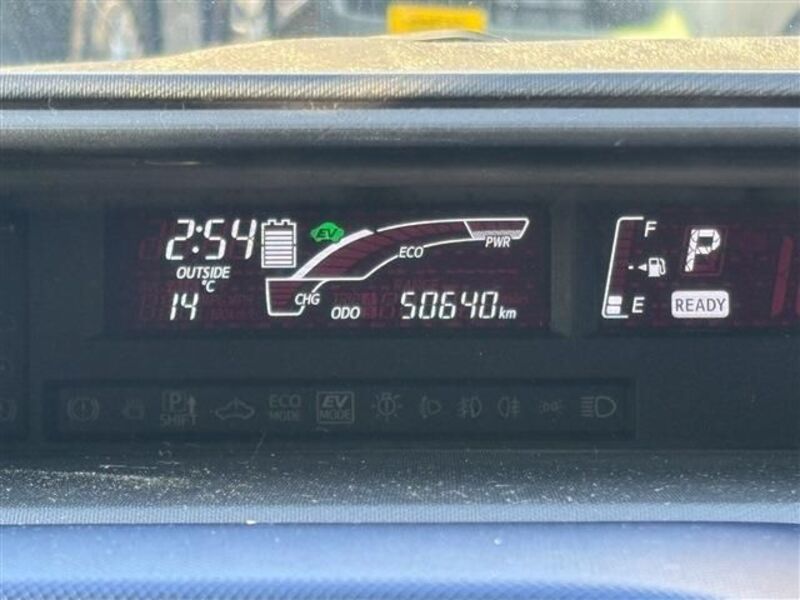 2:54 EV
ECO PWR
OUTSIDE
°C
14
CHG
ODO 50640 km
F
P
E READY
P SHIFT
ECO MODE
EV MODE